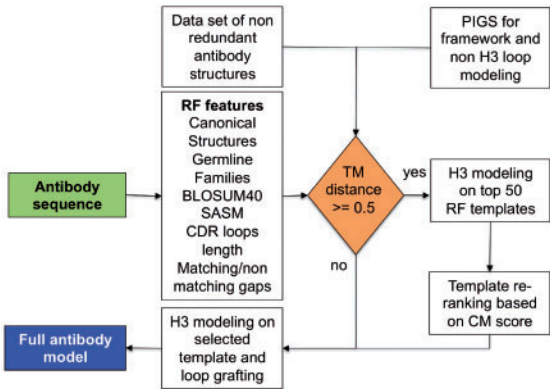 Data set of non
redundant
antibody
structures
PIGS for
framework and
non H3 loop
modeling
RF features
Canonical
Structures
Germline
Families
BLOSUM40
SASM
CDR loops
length
Matching/non
matching gaps
Antibody
sequence
TM
distance
>= 0.5
yes
no
H3 modeling
on top 50
RF templates
Template re-
ranking based
on CM score
H3 modeling on
selected
template and
loop grafting
Full antibody
model